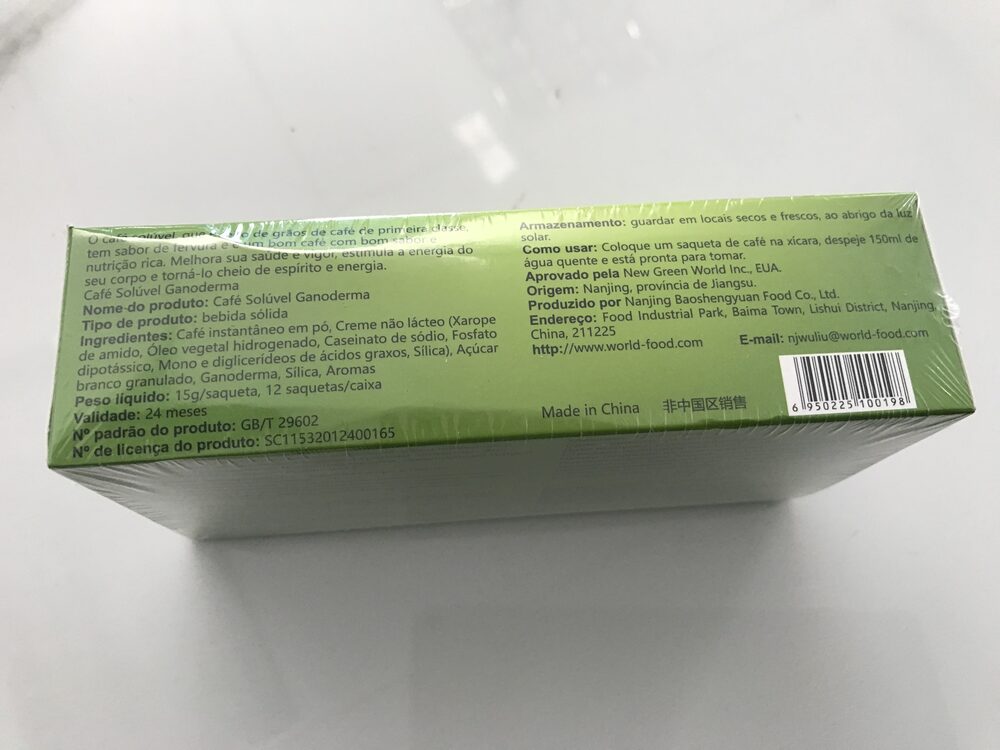 O café solúvel, que é de grãos de café de primeira classe,
tem sabor de fervura e é um bom café com bom sabor e
nutrição rica. Melhora sua saúde e vigor, estimula a energia do
seu corpo e torná-lo cheio de espírito e energia.
Café Solúvel Ganoderma
Nome do produto: Café Solúvel Ganoderma
Tipo de produto: bebida sólida
Ingredientes: Café instantâneo em pó, Creme não lácteo (Xarope
de amido, Óleo vegetal hidrogenado, Caseinato de sódio, Fosfato
dipotássico, Mono e diglicerídeos de ácidos graxos, Sílica), Açúcar
branco granulado, Ganoderma, Sílica, Aromas
Peso líquido: 15g/saqueta, 12 saquetas/caixa
Validade: 24 meses
Nº padrão do produto: GB/T 29602
Nº de licença do produto: SC11532012400165
Armazenamento: guardar em locais secos e frescos, ao abrigo da luz
solar.
Como usar: Coloque um saqueta de café na xícara, despeje 150ml de
água quente e está pronta para tomar.
Aprovado pela New Green World Inc., EUA.
Origem: Nanjing, província de Jiangsu.
Produzido por Nanjing Baoshengyuan Food Co., Ltd.
Endereço: Food Industrial Park, Baima Town, Lishui District, Nanjing,
China, 211225
http://www.world-food.com E-mail: njwuliu@world-food.com
Made in China 非中国区销售
6 950225 100198